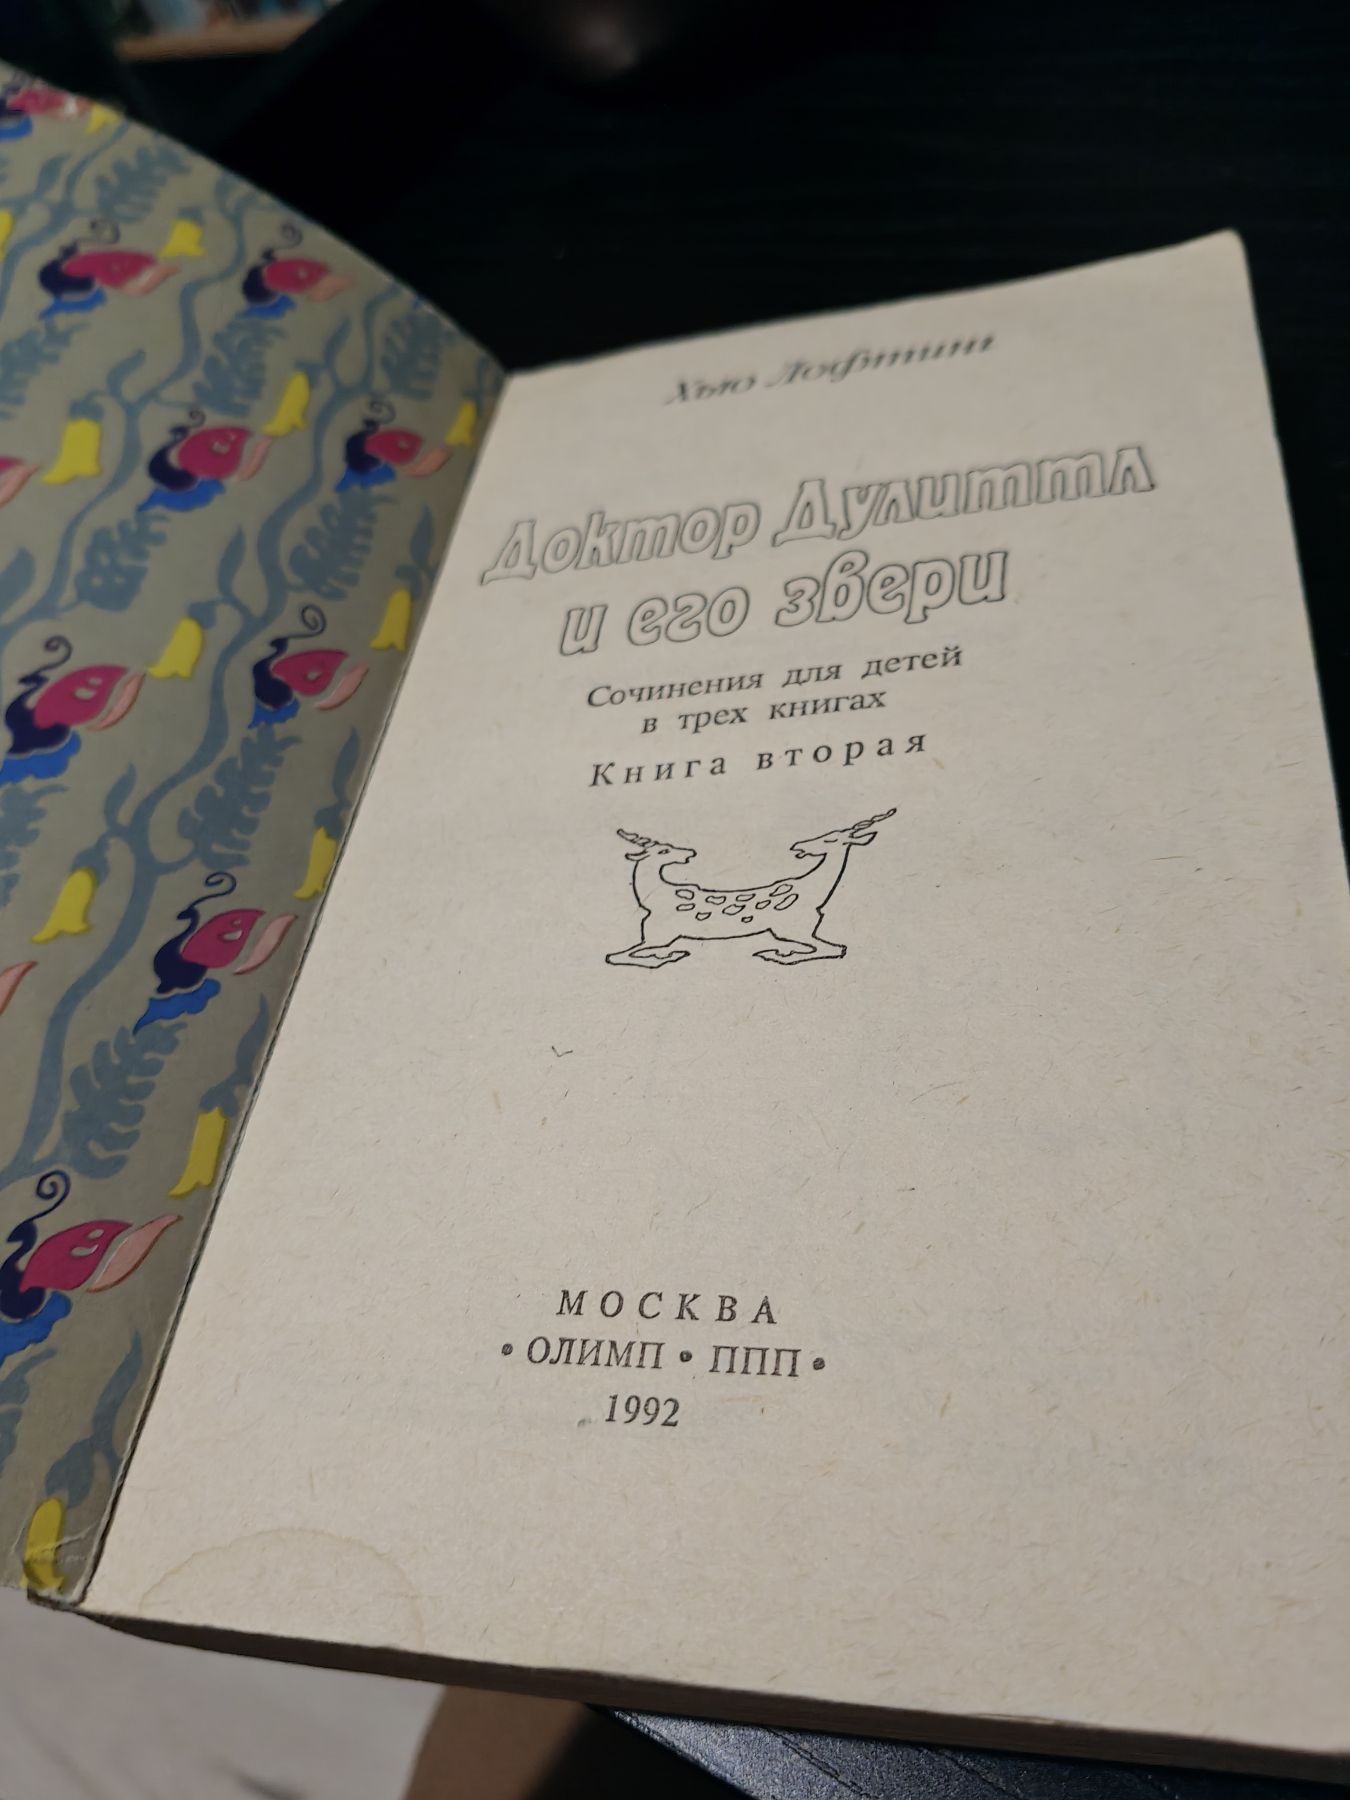 Хью Лофтинг
Доктор Дулиттл
и его звери
Сочинения для детей
в трех книгах
Книга вторая
МОСКВА
• ОЛИМП • ППП •
1992